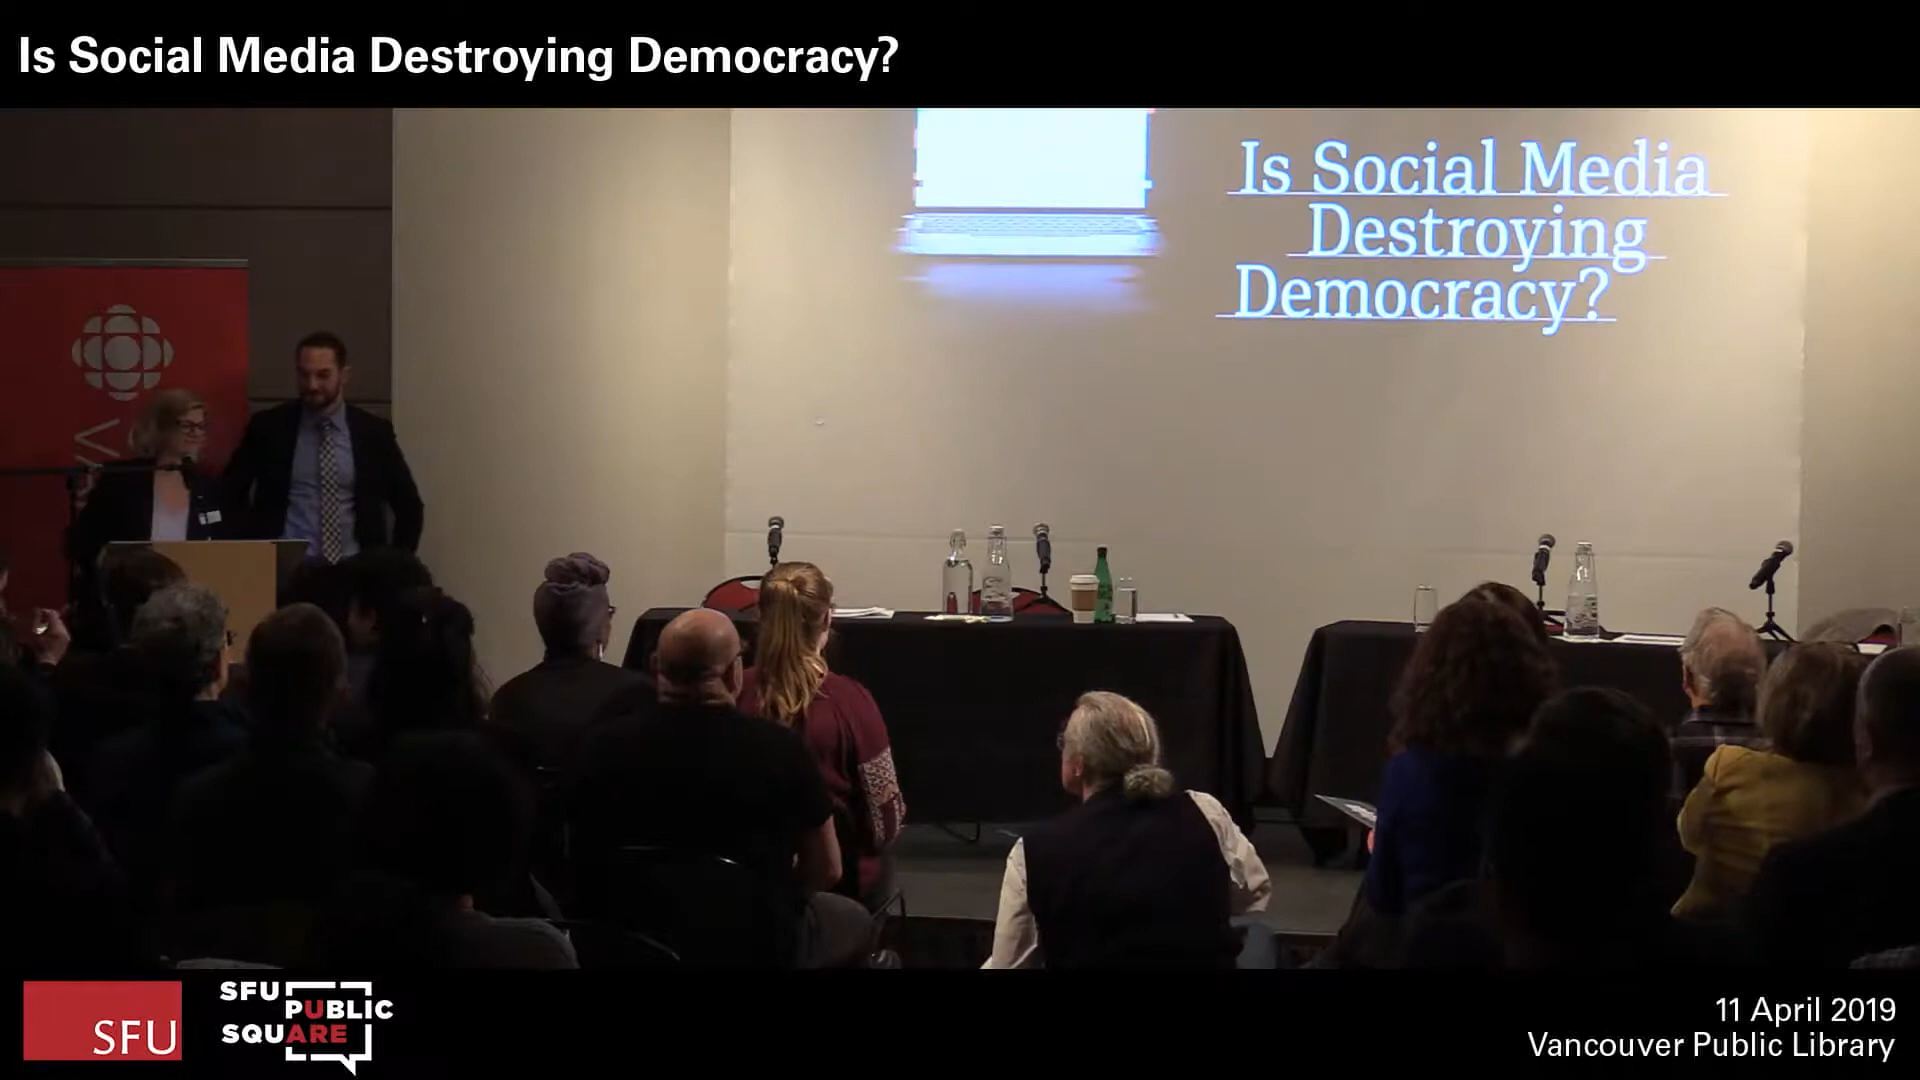 Is Social Media Destroying Democracy?
Is Social Media
Destroying
Democracy?
SFU
SFU
PUBLIC
SQUARE
11 April 2019
Vancouver Public Library